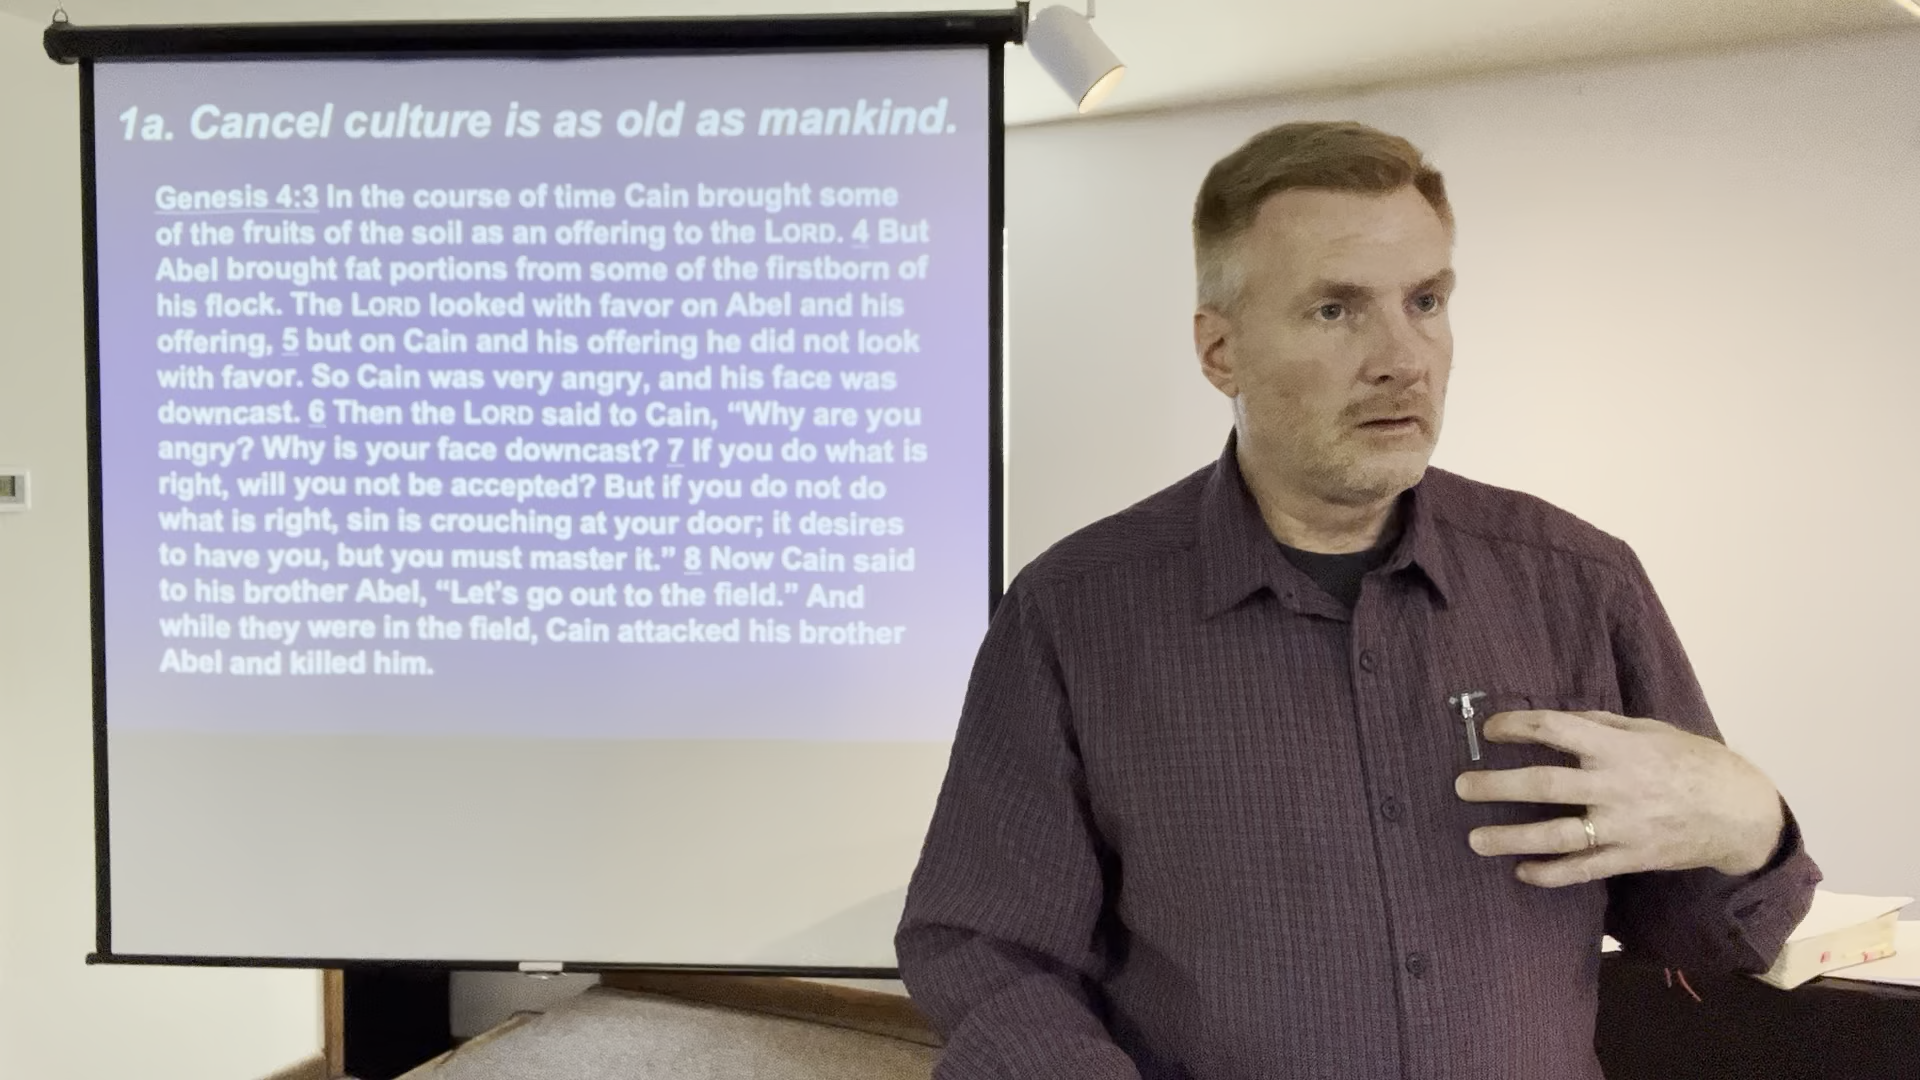 1a. Cancel culture is as old as mankind.
Genesis 4:3 In the course of time Cain brought some
of the fruits of the soil as an offering to the LORD. 4 But
Abel brought fat portions from some of the firstborn of
his flock. The LORD looked with favor on Abel and his
offering, 5 but on Cain and his offering he did not look
with favor. So Cain was very angry, and his face was
downcast. 6 Then the LORD said to Cain, “Why are you
angry? Why is your face downcast? 7 If you do what is
right, will you not be accepted? But if you do not do
what is right, sin is crouching at your door; it desires
to have you, but you must master it.” 8 Now Cain said
to his brother Abel, “Let’s go out to the field.” And
while they were in the field, Cain attacked his brother
Abel and killed him.